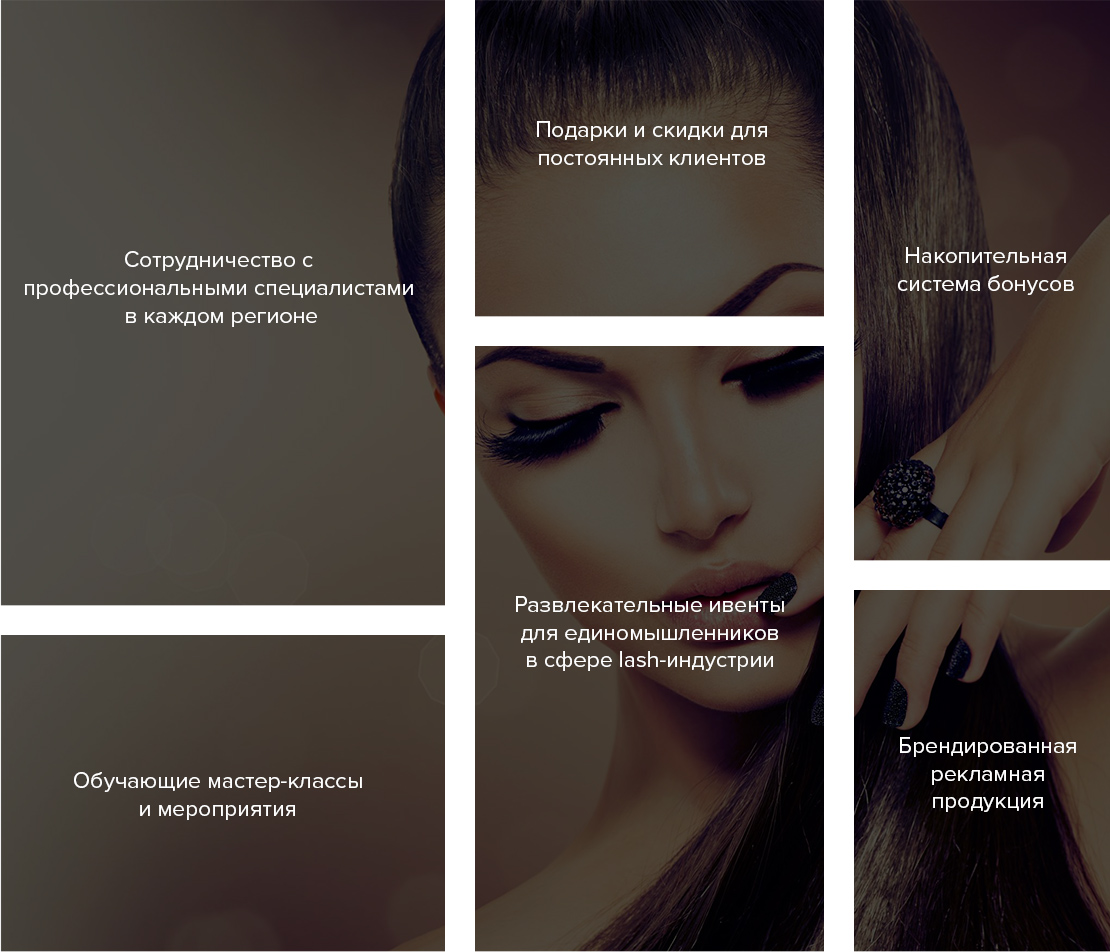 Сотрудничество с
профессиональными специалистами
в каждом регионе
Обучающие мастер-классы
и мероприятия
Подарки и скидки для
постоянных клиентов
Развлекательные ивенты
для единомышленников
в сфере lash-индустрии
Накопительная
система бонусов
Брендированная
рекламная
продукция